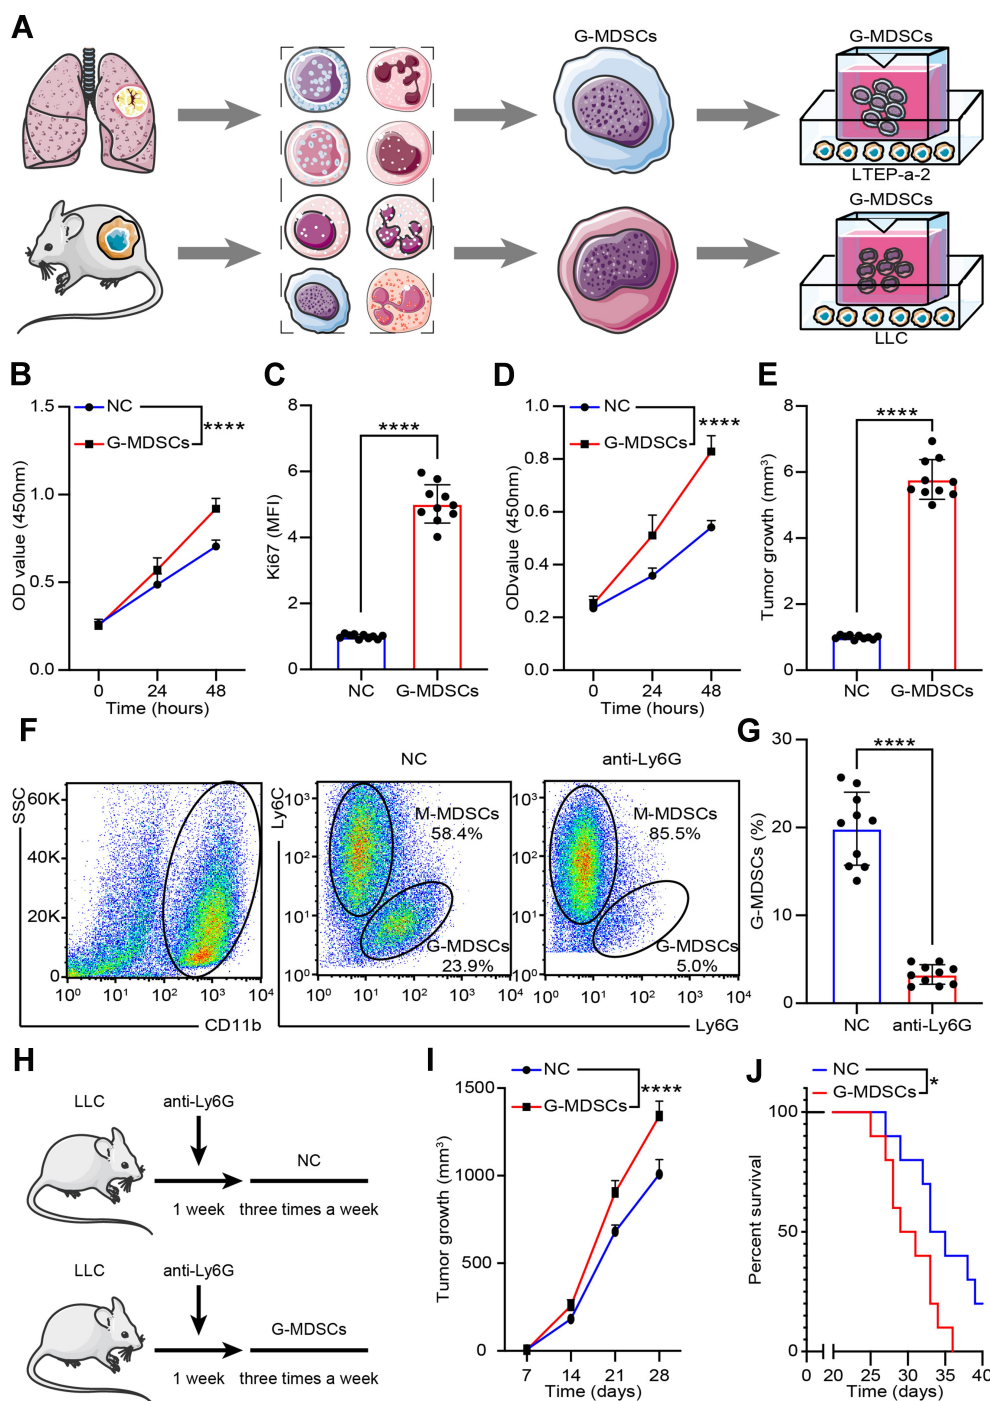 A
G-MDSCs
G-MDSCs
LTEP-a-2
G-MDSCs
LLC
B
NC
G-MDSCs
****
OD value (450nm)
1.5
1.0
0.5
0.0
0 24 48
Time (hours)
C
****
Ki67 (MFI)
8
6
4
2
0
NC G-MDSCs
D
NC
G-MDSCs
****
ODvalue (450nm)
1.0
0.8
0.6
0.4
0.2
0.0
0 24 48
Time (hours)
E
****
Tumor growth (mm³)
8
6
4
2
0
NC G-MDSCs
F
SSC
60K
40K
20K
0
10⁰ 10¹ 10² 10³ 10⁴
CD11b
NC
Ly6C
10³
10²
10¹
10⁰
M-MDSCs
58.4%
G-MDSCs
23.9%
10⁰ 10¹ 10² 10³ 10⁴
anti-Ly6G
10³
10²
10¹
10⁰
M-MDSCs
85.5%
G-MDSCs
5.0%
10⁰ 10¹ 10² 10³ 10⁴
Ly6G
G
****
G-MDSCs (%)
30
20
10
0
NC anti-Ly6G
H
LLC anti-Ly6G
NC
1 week three times a week
LLC anti-Ly6G
G-MDSCs
1 week three times a week
I
NC
G-MDSCs
****
Tumor growth (mm³)
1500
1000
500
0
7 14 21 28
Time (days)
J
NC
G-MDSCs
*
Percent survival
100
50
0
0 20 25 30 35 40
Time (days)